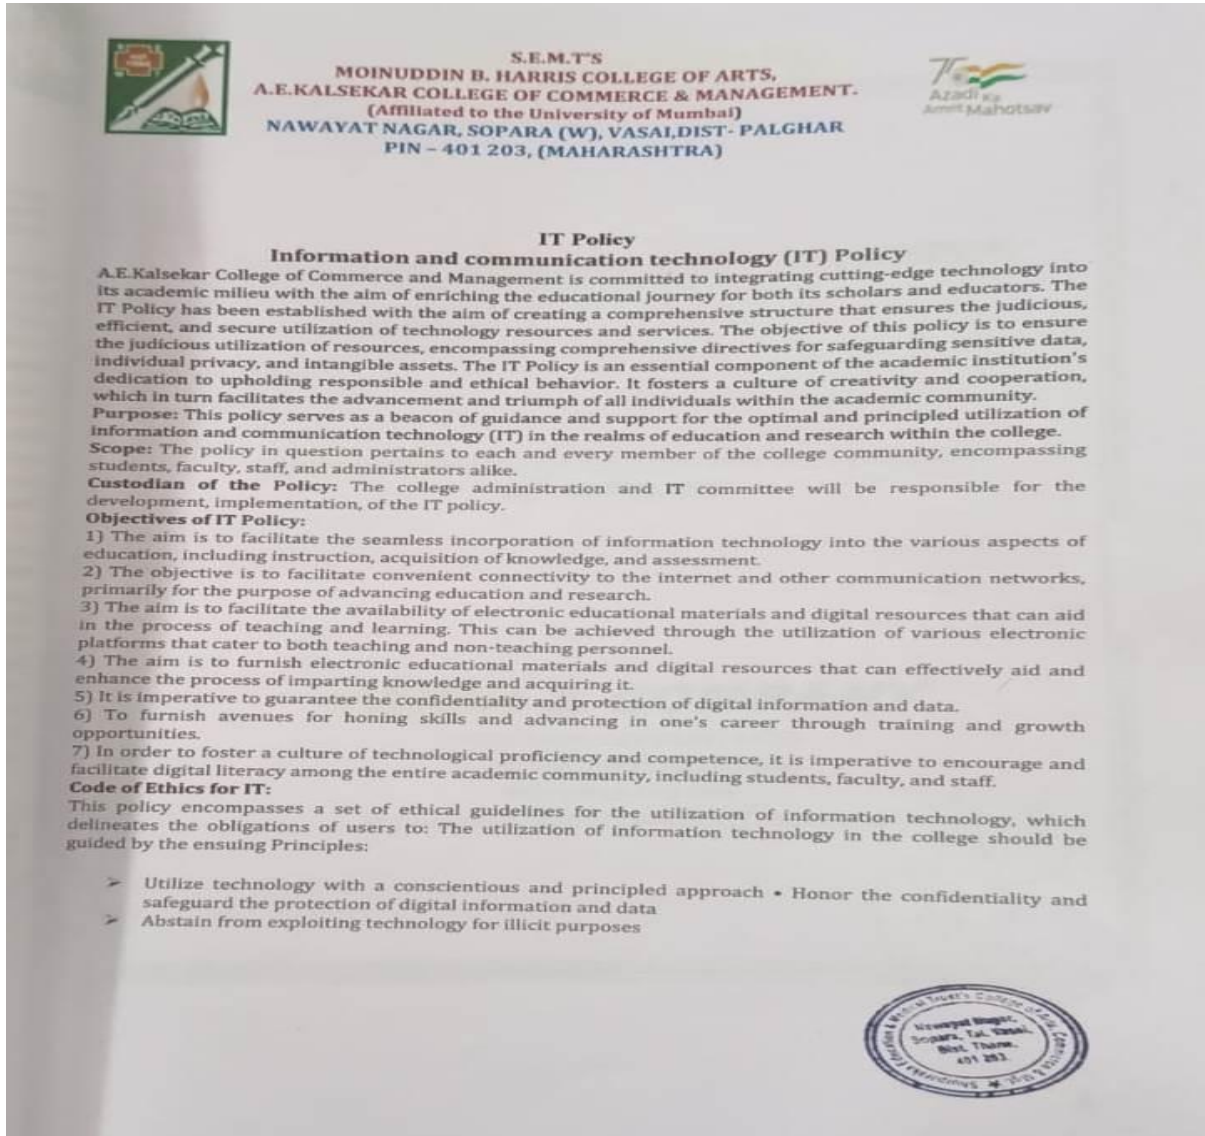 S.E.M.T'S
MOINUDDIN B. HARRIS COLLEGE OF ARTS,
A.E.KALSEKAR COLLEGE OF COMMERCE & MANAGEMENT.
(Affiliated to the University of Mumbai)
NAWAYAT NAGAR, SOPARA (W), VASAI,DIST- PALGHAR
PIN – 401 203, (MAHARASHTRA)
Azadi Ka
Amrit Mahotsav
IT Policy
Information and communication technology (IT) Policy
A.E.Kalsekar College of Commerce and Management is committed to integrating cutting-edge technology into
its academic milieu with the aim of enriching the educational journey for both its scholars and educators. The
IT Policy has been established with the aim of creating a comprehensive structure that ensures the judicious,
efficient, and secure utilization of technology resources and services. The objective of this policy is to ensure
the judicious utilization of resources, encompassing comprehensive directives for safeguarding sensitive data,
individual privacy, and intangible assets. The IT Policy is an essential component of the academic institution's
dedication to upholding responsible and ethical behavior. It fosters a culture of creativity and cooperation,
which in turn facilitates the advancement and triumph of all individuals within the academic community.
Purpose: This policy serves as a beacon of guidance and support for the optimal and principled utilization of
information and communication technology (IT) in the realms of education and research within the college.
Scope: The policy in question pertains to each and every member of the college community, encompassing
students, faculty, staff, and administrators alike.
Custodian of the Policy: The college administration and IT committee will be responsible for the
development, implementation, of the IT policy.
Objectives of IT Policy:
1) The aim is to facilitate the seamless incorporation of information technology into the various aspects of
education, including instruction, acquisition of knowledge, and assessment.
2) The objective is to facilitate convenient connectivity to the internet and other communication networks,
primarily for the purpose of advancing education and research.
3) The aim is to facilitate the availability of electronic educational materials and digital resources that can aid
in the process of teaching and learning. This can be achieved through the utilization of various electronic
platforms that cater to both teaching and non-teaching personnel.
4) The aim is to furnish electronic educational materials and digital resources that can effectively aid and
enhance the process of imparting knowledge and acquiring it.
5) It is imperative to guarantee the confidentiality and protection of digital information and data.
6) To furnish avenues for honing skills and advancing in one's career through training and growth
opportunities.
7) In order to foster a culture of technological proficiency and competence, it is imperative to encourage and
facilitate digital literacy among the entire academic community, including students, faculty, and staff.
Code of Ethics for IT:
This policy encompasses a set of ethical guidelines for the utilization of information technology, which
delineates the obligations of users to: The utilization of information technology in the college should be
guided by the ensuing Principles:
➢ Utilize technology with a conscientious and principled approach • Honor the confidentiality and
safeguard the protection of digital information and data
➢ Abstain from exploiting technology for illicit purposes
Nawayat Nagar,
Sopara, Tal. Vasai,
Dist. Thane,
401 203.